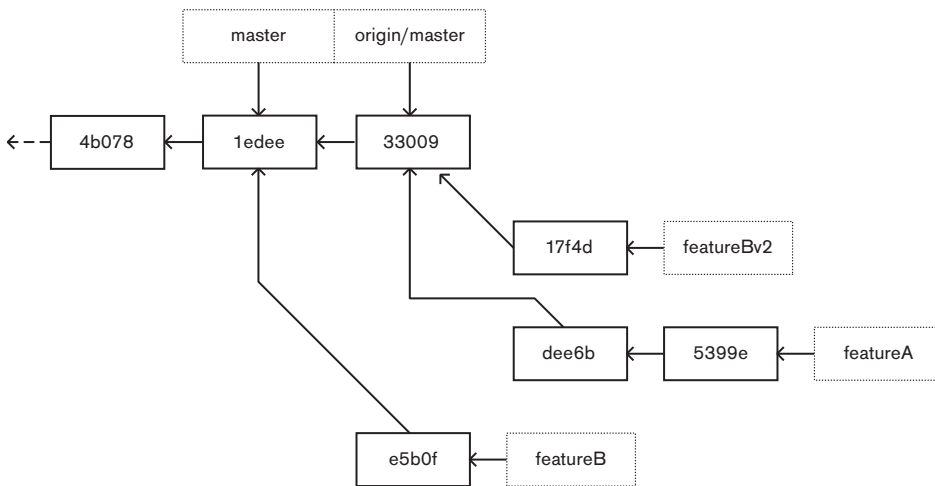 master
origin/master
4b078
1edee
33009
17f4d
featureBv2
dee6b
5399e
featureA
e5b0f
featureB